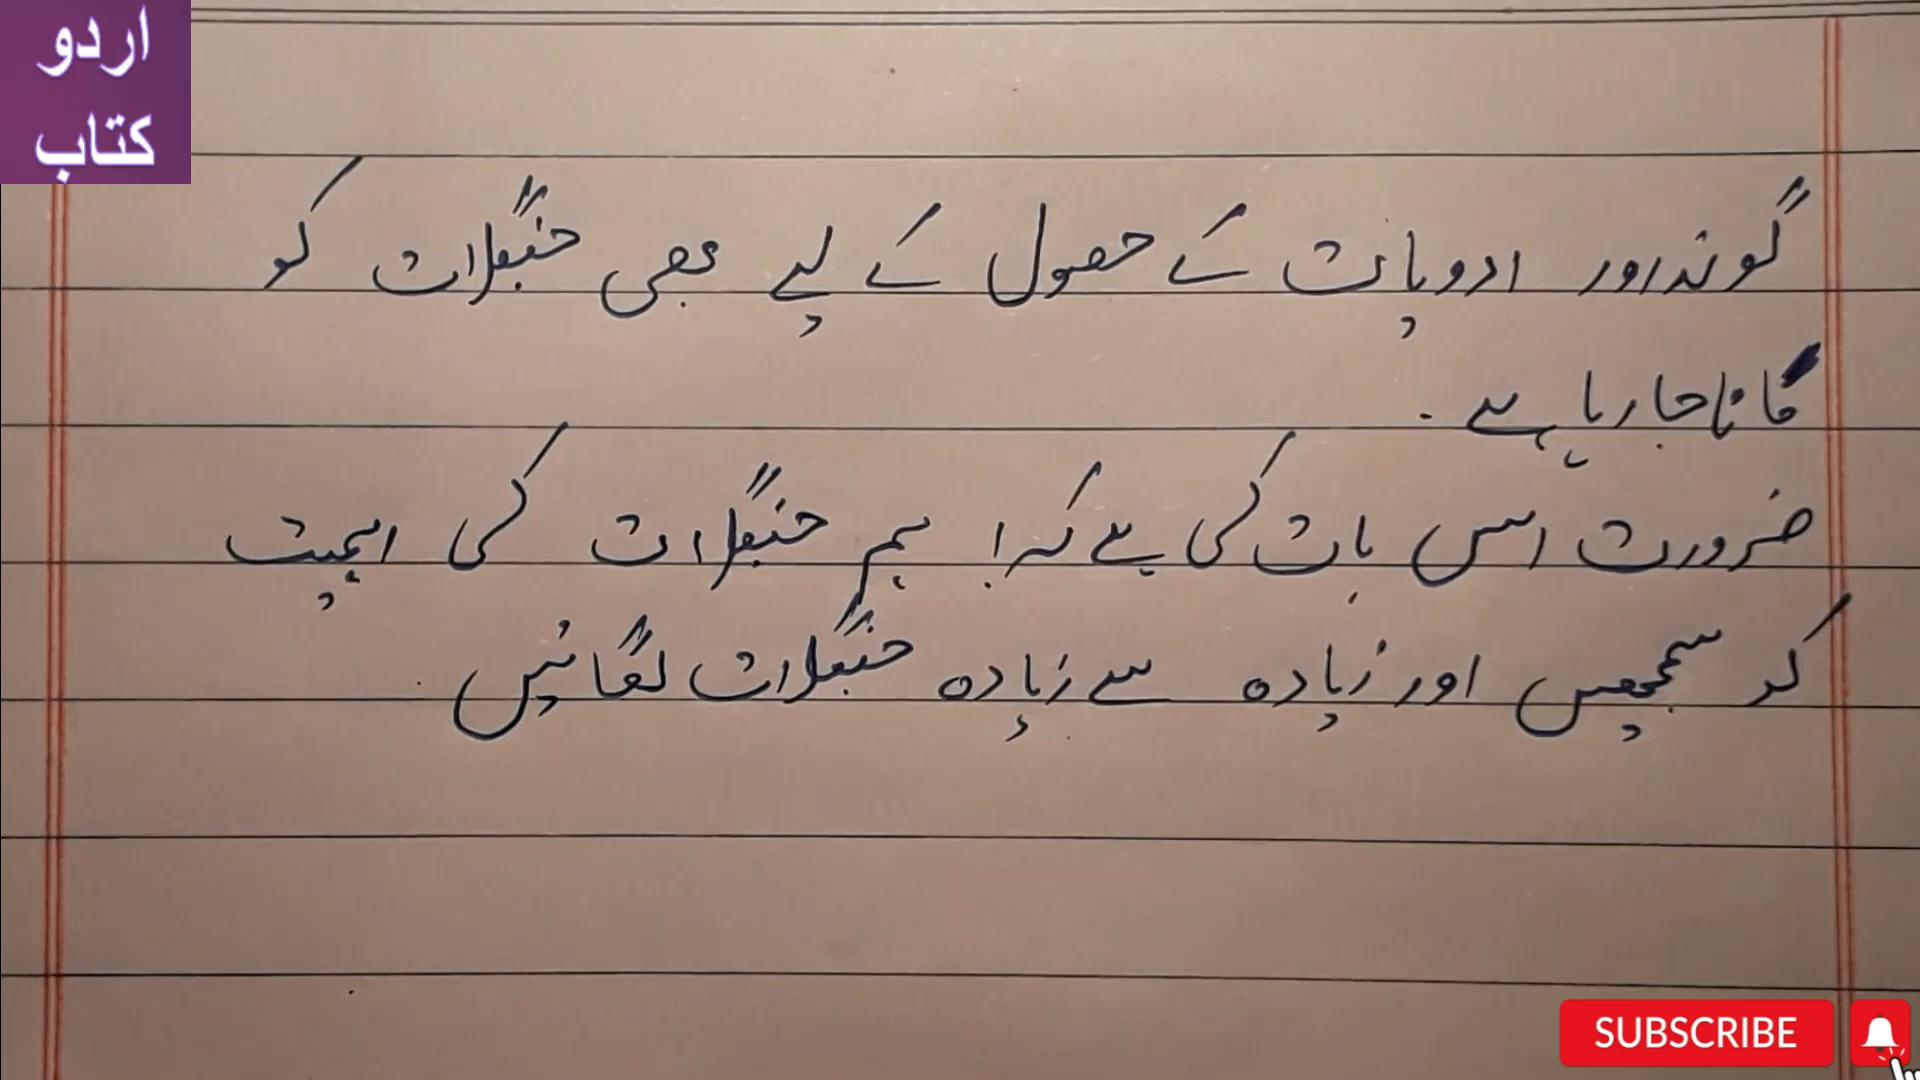 اردو
کتاب
گوند اور ادویات کے حصول کے لیے بھی جنگلات کو
کاٹا جا رہا ہے۔
ضرورت اس بات کی ہے کہ ہم جنگلات کی اہمیت
کو سمجھیں اور زیادہ سے زیادہ جنگلات لگائیں
SUBSCRIBE